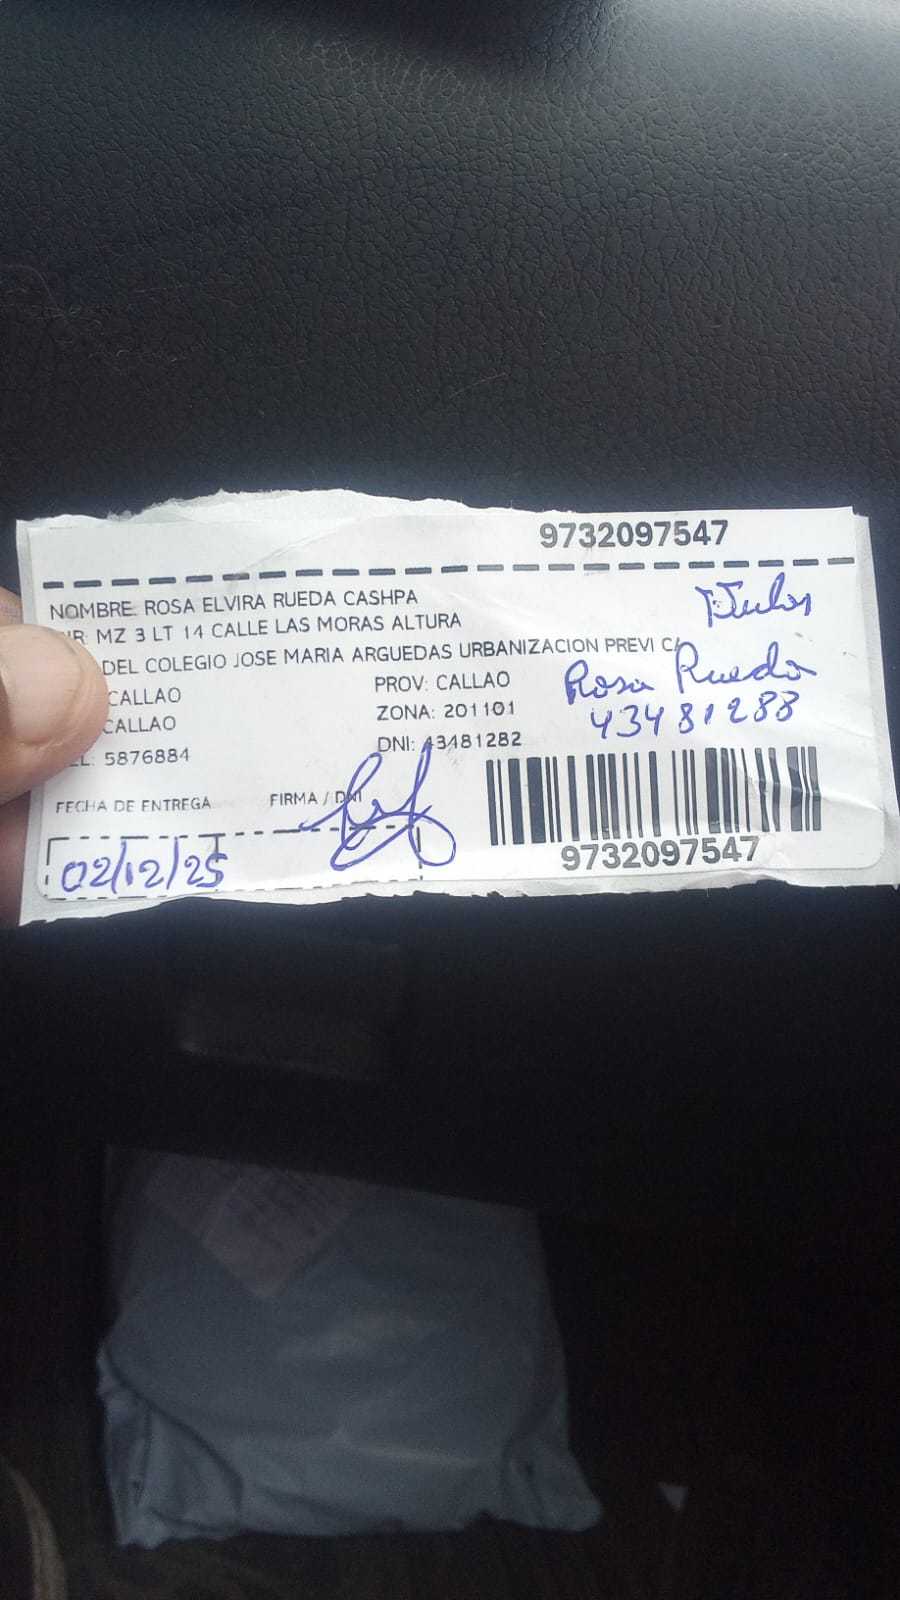 9732097547
NOMBRE: ROSA ELVIRA RUEDA CASHPA
MZ 3 LT 14 CALLE LAS MORAS ALTURA
DEL COLEGIO JOSE MARIA ARGUEDAS URBANIZACION PREVI CA
Rosa Rueda
CALLAO
PROV: CALLAO
43481288
CALLAO
ZONA: 201101
5876884
DNI: 43481282
FECHA DE ENTREGA
FIRMA / DNI
02/12/25
9732097547